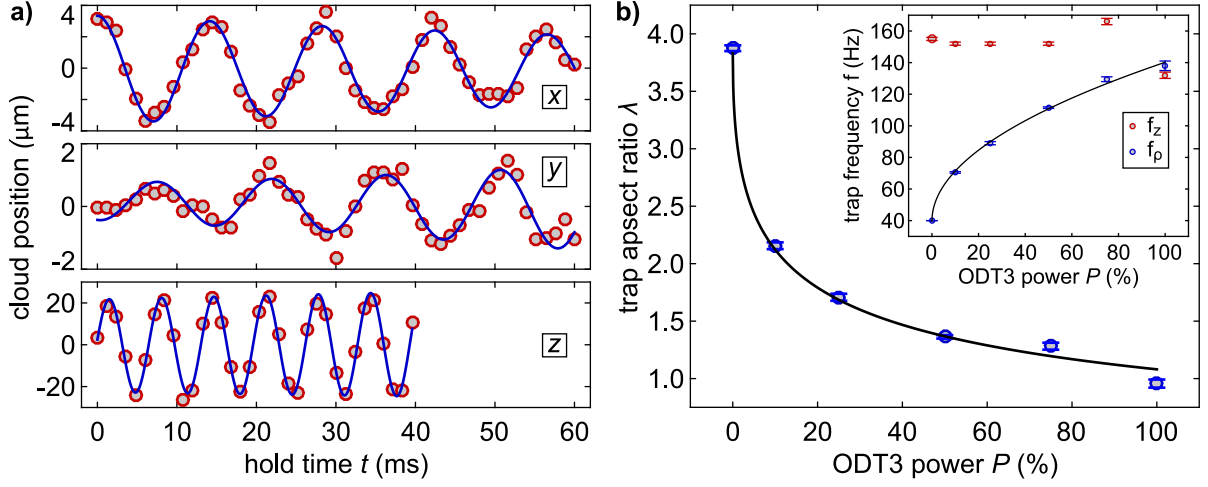 a)
cloud position (μm)
4
0
-4
x
2
0
-2
y
20
0
-20
z
0 10 20 30 40 50 60
hold time t (ms)
b)
trap apsect ratio λ
4.0
3.5
3.0
2.5
2.0
1.5
1.0
0 20 40 60 80 100
ODT3 power P (%)
trap frequency f (Hz)
160
140
120
100
80
60
40
f_z
f_ρ
0 20 40 60 80 100
ODT3 power P (%)